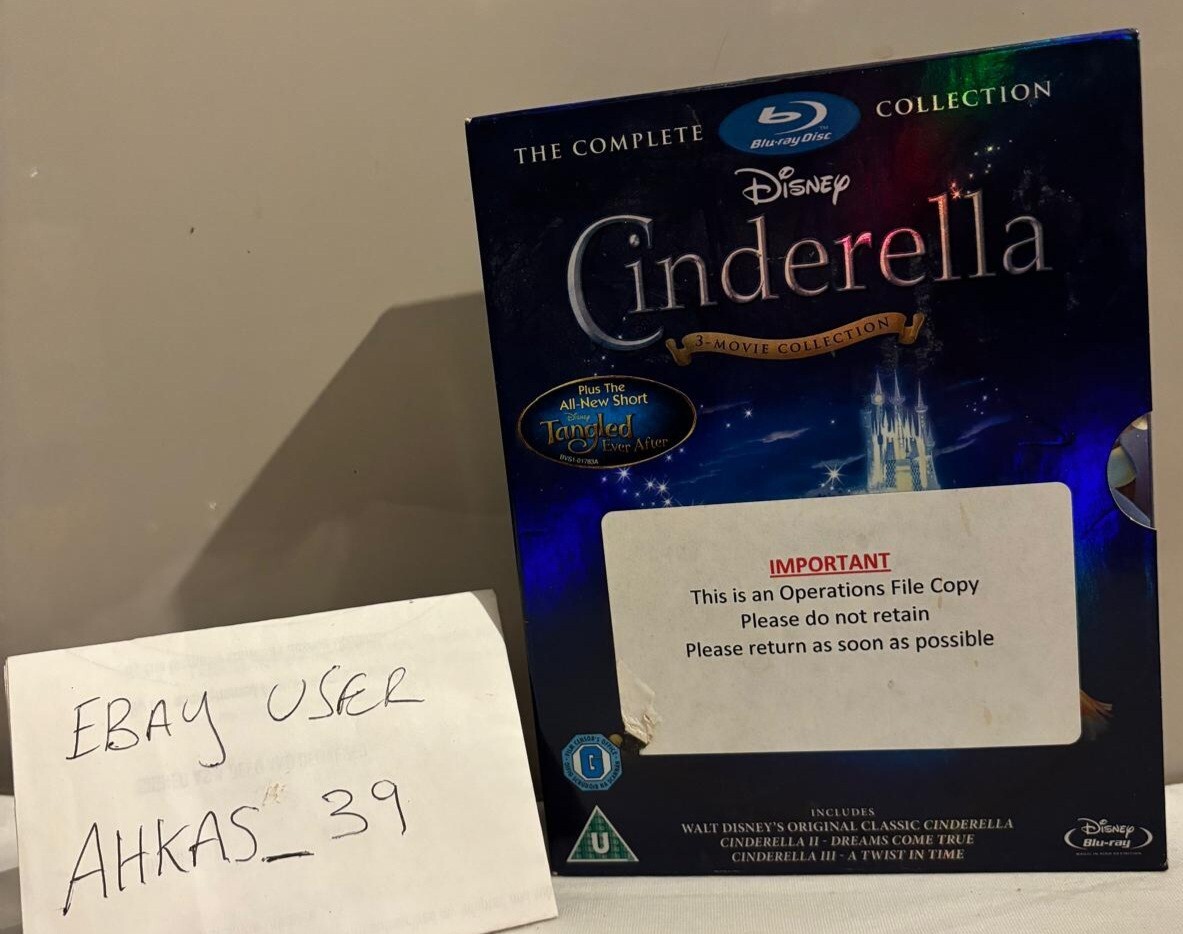 THE COMPLETE Blu-ray Disc COLLECTION
Disney
Cinderella
3-MOVIE COLLECTION
Plus The
All-New Short
Disney
Tangled
Ever After
IMPORTANT
This is an Operations File Copy
Please do not retain
Please return as soon as possible
EBAY USER
AHKAS_39
G
U
INCLUDES
WALT DISNEY'S ORIGINAL CLASSIC CINDERELLA
CINDERELLA II - DREAMS COME TRUE
CINDERELLA III - A TWIST IN TIME
Disney
Blu-ray